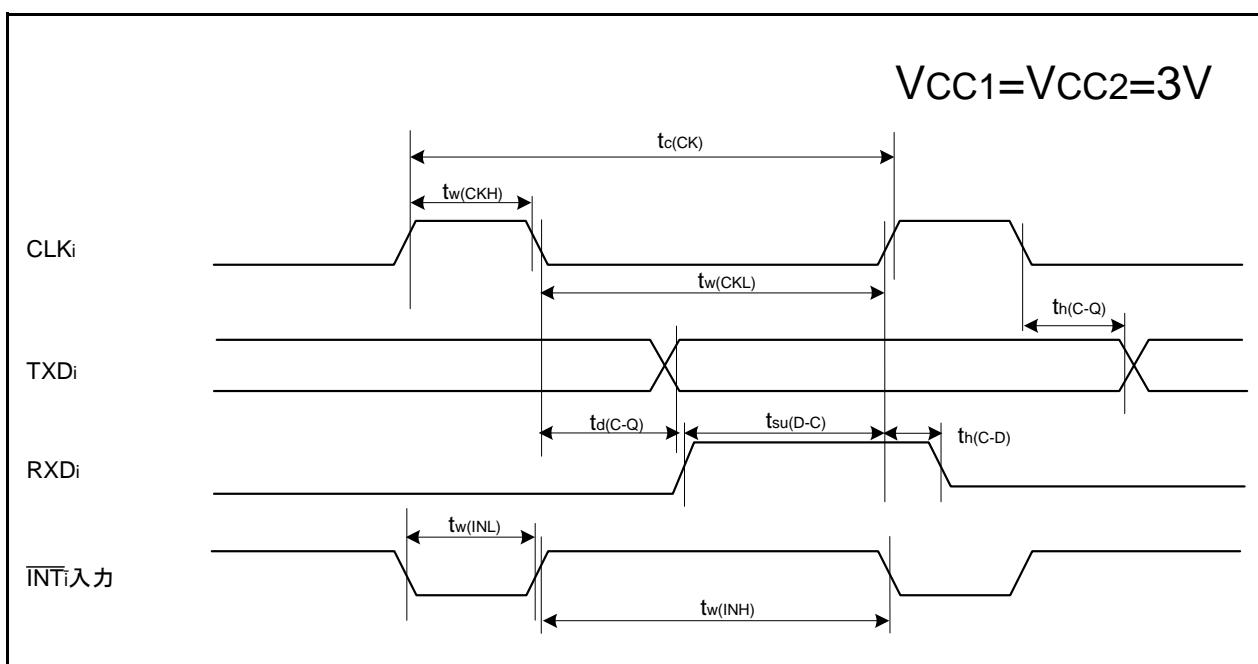 VCC1=VCC2=3V
tc(CK)
tw(CKH)
CLKi
tw(CKL)
th(C-Q)
TXDi
td(C-Q)
tsu(D-C)
th(C-D)
RXDi
tw(INL)
INTi入力
tw(INH)